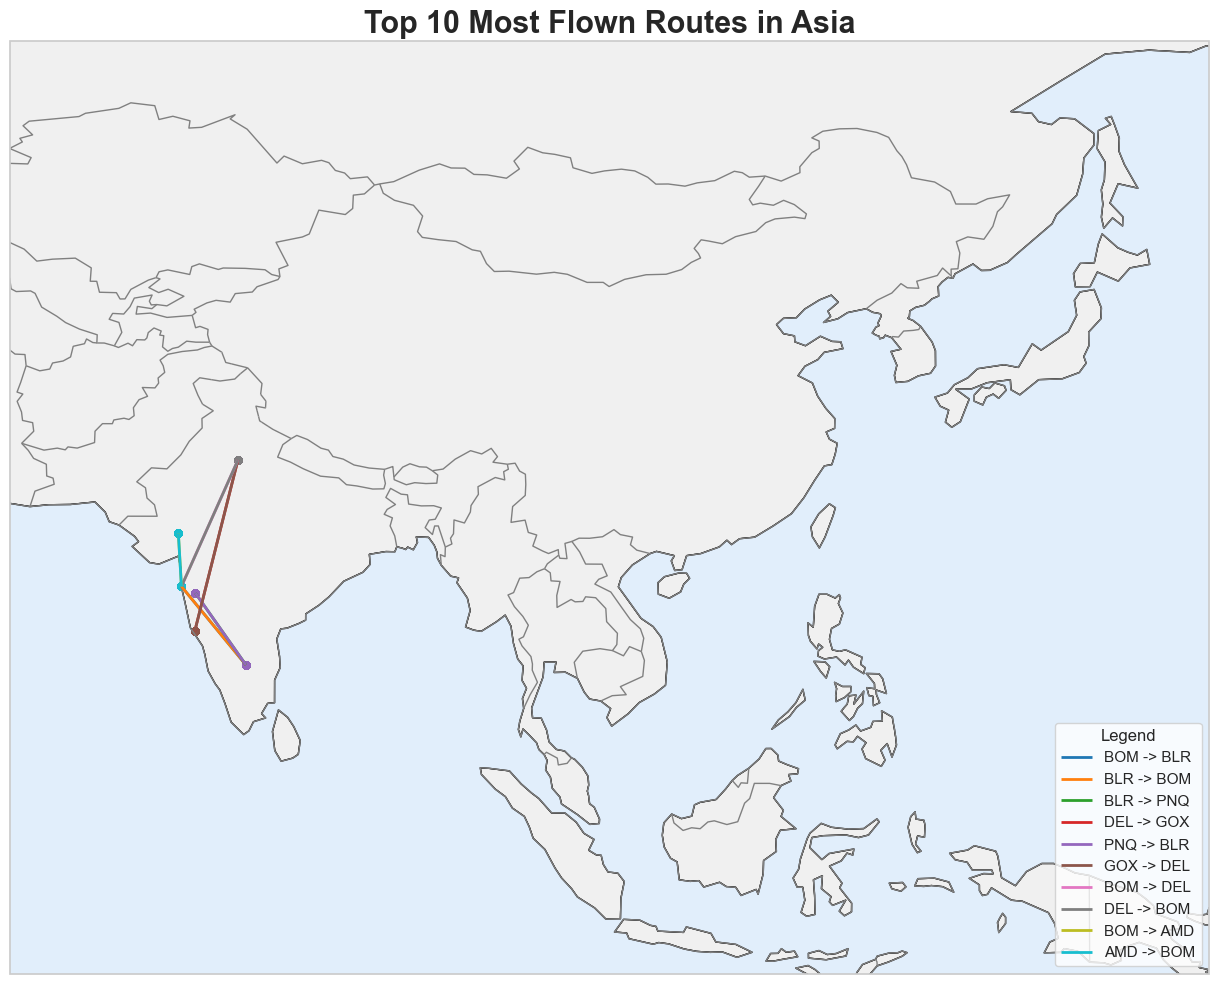 Top 10 Most Flown Routes in Asia
Legend
BOM -> BLR
BLR -> BOM
BLR -> PNQ
DEL -> GOX
PNQ -> BLR
GOX -> DEL
BOM -> DEL
DEL -> BOM
BOM -> AMD
AMD -> BOM